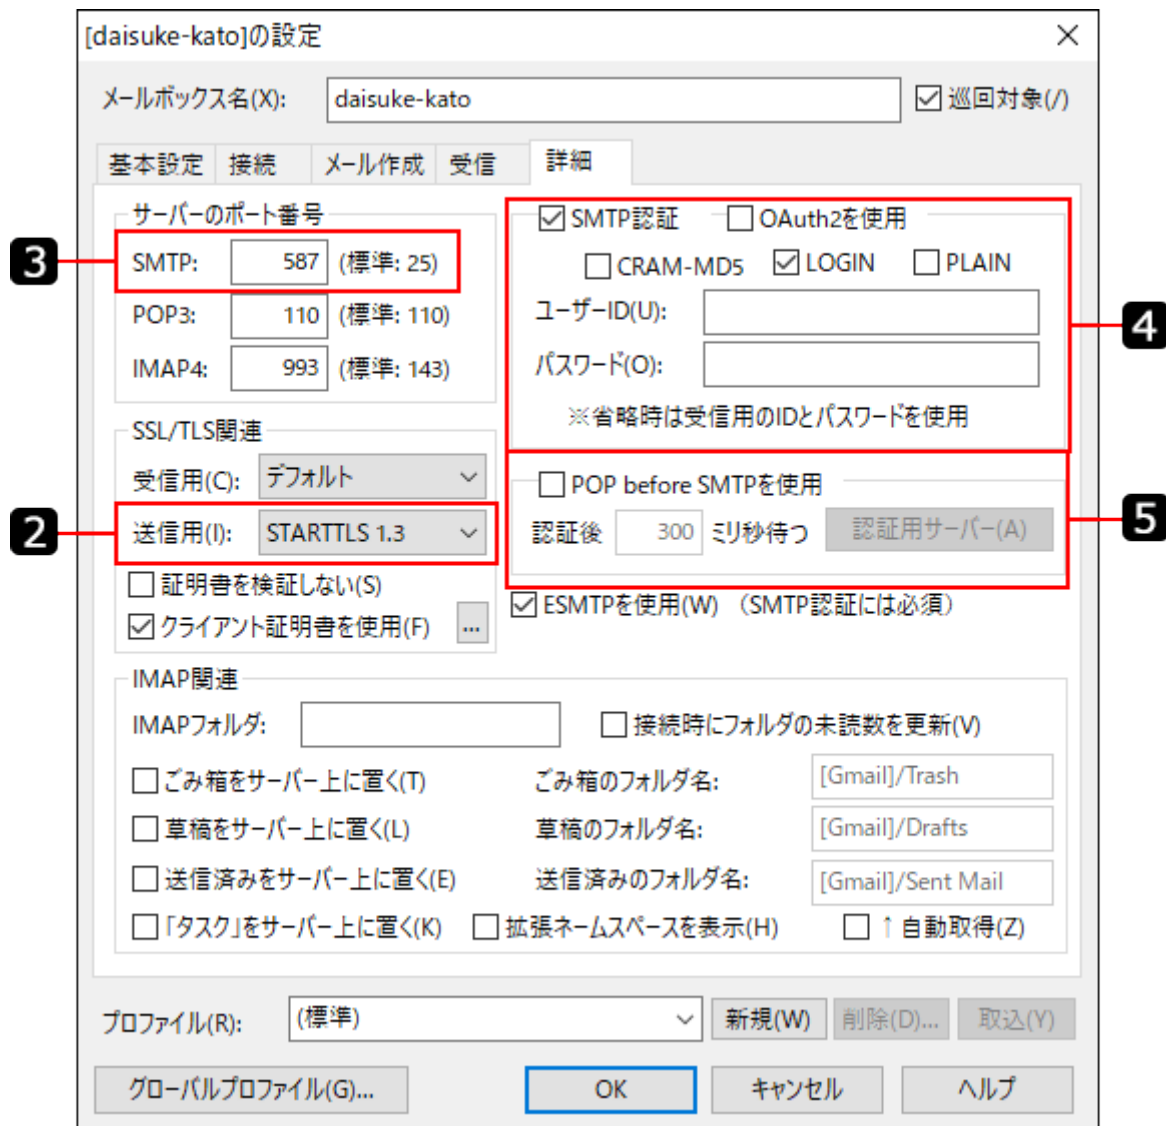 [daisuke-kato]の設定
メールボックス名(X): daisuke-kato 巡回対象(/)
基本設定 接続 メール作成 受信 詳細
サーバーのポート番号
3
SMTP: 587 (標準: 25)
POP3: 110 (標準: 110)
IMAP4: 993 (標準: 143)
SMTP認証 OAuth2を使用
CRAM-MD5 LOGIN PLAIN
ユーザーID(U):
パスワード(O):
※省略時は受信用のIDとパスワードを使用
4
SSL/TLS関連
受信用(C): デフォルト
2
送信用(I): STARTTLS 1.3
証明書を検証しない(S)
クライアント証明書を使用(F) ...
POP before SMTPを使用
認証後 300 ミリ秒待つ 認証用サーバー(A)
5
ESMTPを使用(W) (SMTP認証には必須)
IMAP関連
IMAPフォルダ: 接続時にフォルダの未読数を更新(V)
ごみ箱をサーバー上に置く(T) ごみ箱のフォルダ名: [Gmail]/Trash
草稿をサーバー上に置く(L) 草稿のフォルダ名: [Gmail]/Drafts
送信済みをサーバー上に置く(E) 送信済みのフォルダ名: [Gmail]/Sent Mail
「タスク」をサーバー上に置く(K) 拡張ネームスペースを表示(H) ↑自動取得(Z)
プロファイル(R): (標準) 新規(W) 削除(D)... 取込(Y)
グローバルプロファイル(G)... OK キャンセル ヘルプ